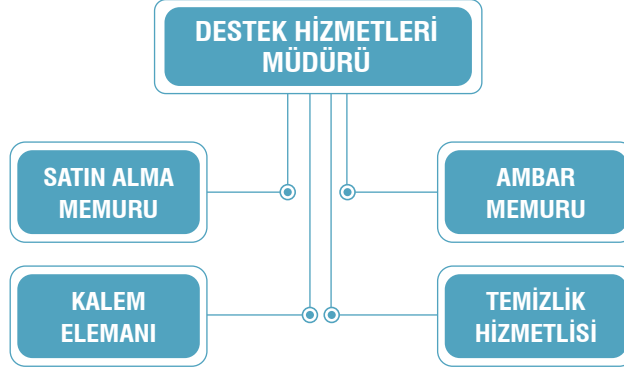 DESTEK HİZMETLERİ
MÜDÜRÜ
SATIN ALMA
MEMURU
AMBAR
MEMURU
KALEM
ELEMANI
TEMİZLİK
HİZMETLİSİ